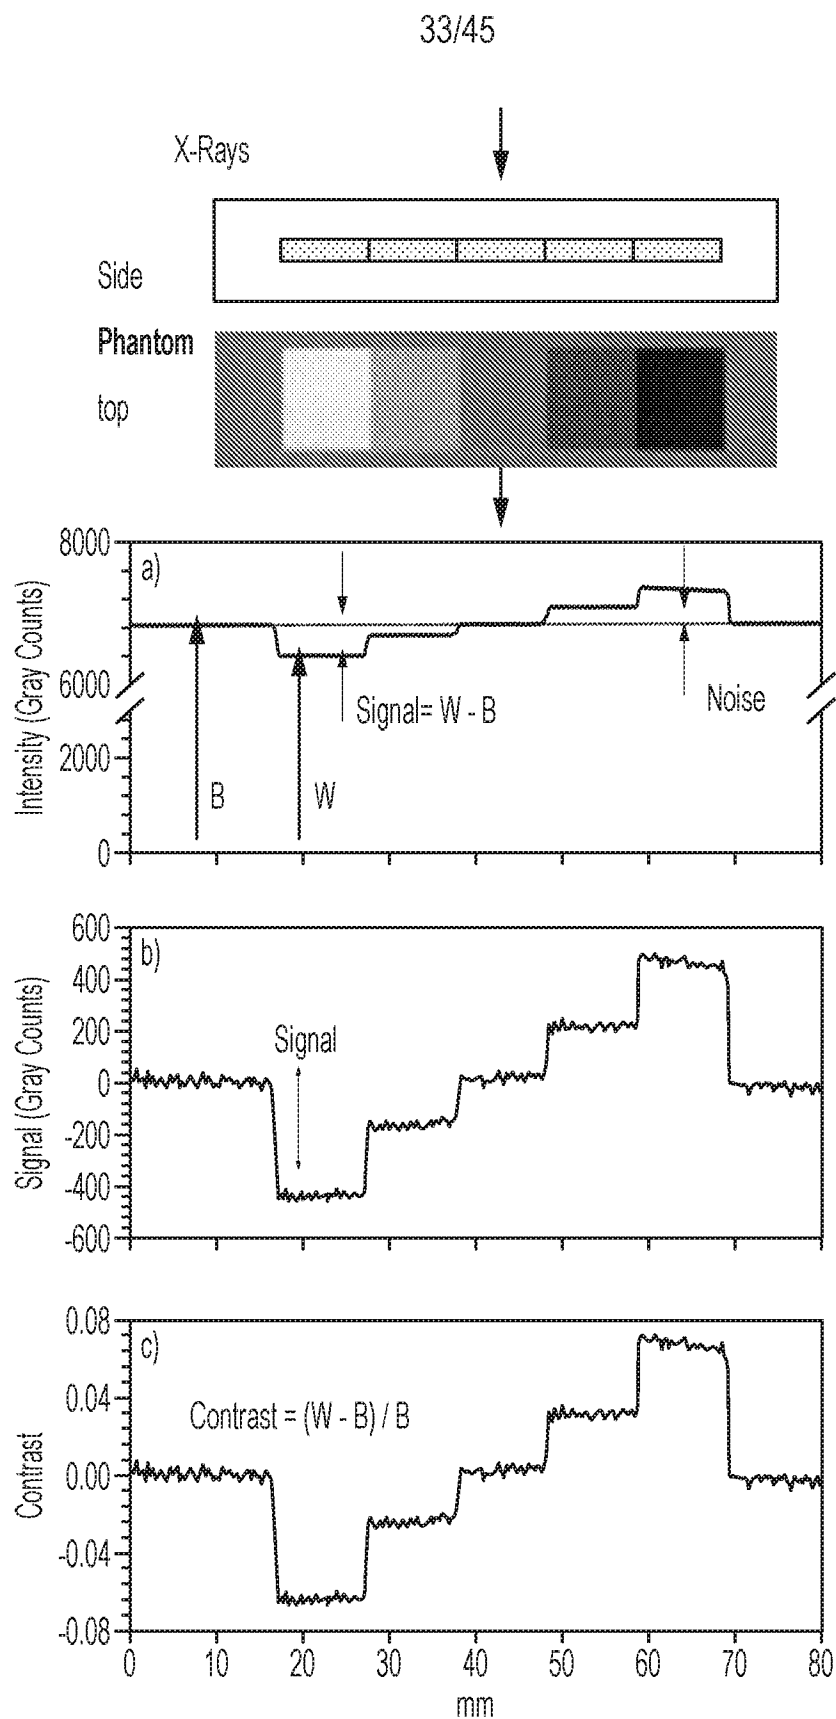 33/45
X-Rays
Side
Phantom
top
8000
a)
6000
Signal= W - B
Noise
2000
B
W
0
Intensity (Gray Counts)
600
b)
400
200
Signal
0
-200
-400
-600
Signal (Gray Counts)
0.08
c)
0.04
Contrast = (W - B) / B
0.00
-0.04
-0.08
Contrast
0 10 20 30 40 50 60 70 80
mm